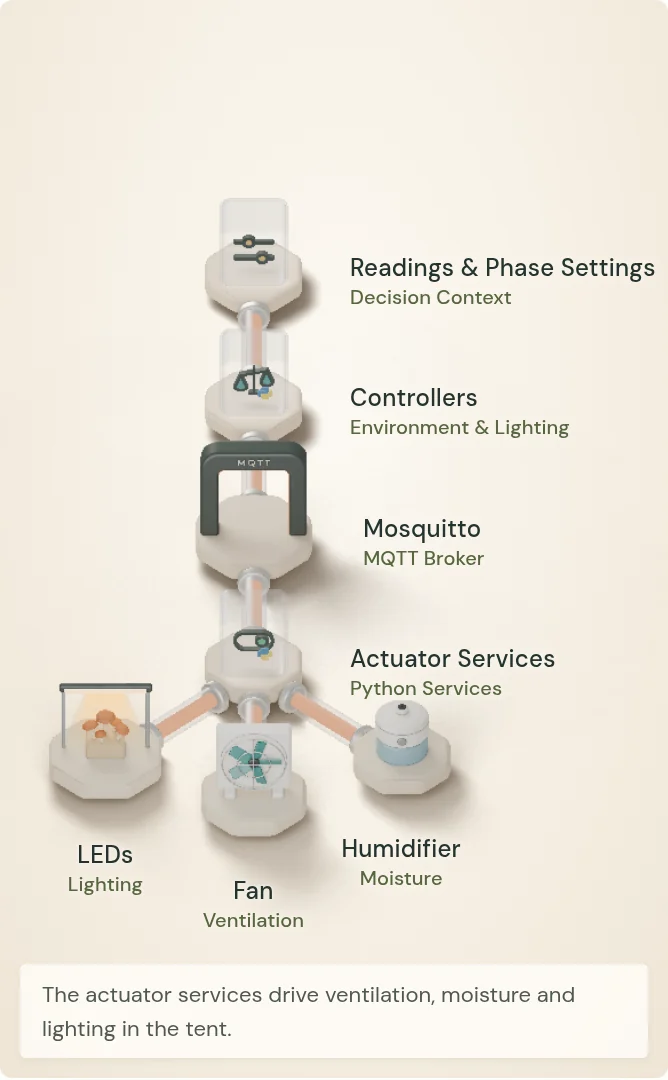 Readings & Phase Settings
Decision Context
Controllers
Environment & Lighting
MQTT
Mosquitto
MQTT Broker
Actuator Services
Python Services
LEDs
Lighting
Fan
Ventilation
Humidifier
Moisture
The actuator services drive ventilation, moisture and
lighting in the tent.